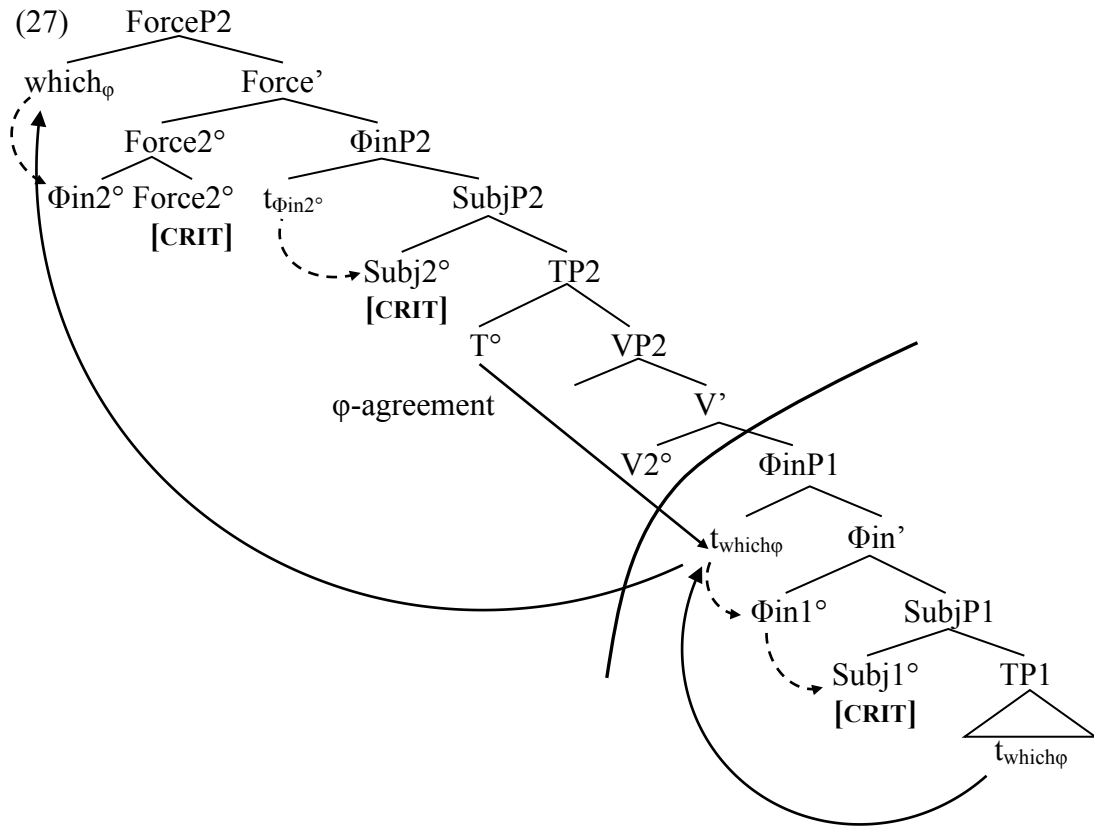 (27) ForceP2
whichφ Force’
Force2° ΦinP2
Φin2° Force2° tΦin2° SubjP2
[CRIT]
Subj2° TP2
[CRIT]
T° VP2
φ-agreement V’
V2° ΦinP1
twhichφ Φin’
Φin1° SubjP1
Subj1° TP1
[CRIT]
twhichφ